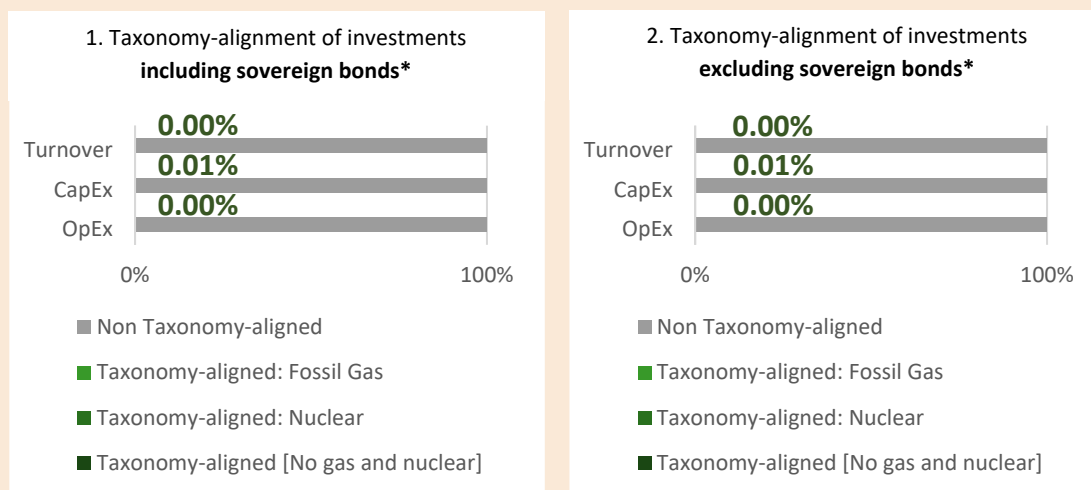 1. Taxonomy-alignment of investments
including sovereign bonds*
0.00%
Turnover
0.01%
CapEx
0.00%
OpEx
0% 100%
Non Taxonomy-aligned
Taxonomy-aligned: Fossil Gas
Taxonomy-aligned: Nuclear
Taxonomy-aligned [No gas and nuclear]
2. Taxonomy-alignment of investments
excluding sovereign bonds*
0.00%
Turnover
0.01%
CapEx
0.00%
OpEx
0% 100%
Non Taxonomy-aligned
Taxonomy-aligned: Fossil Gas
Taxonomy-aligned: Nuclear
Taxonomy-aligned [No gas and nuclear]